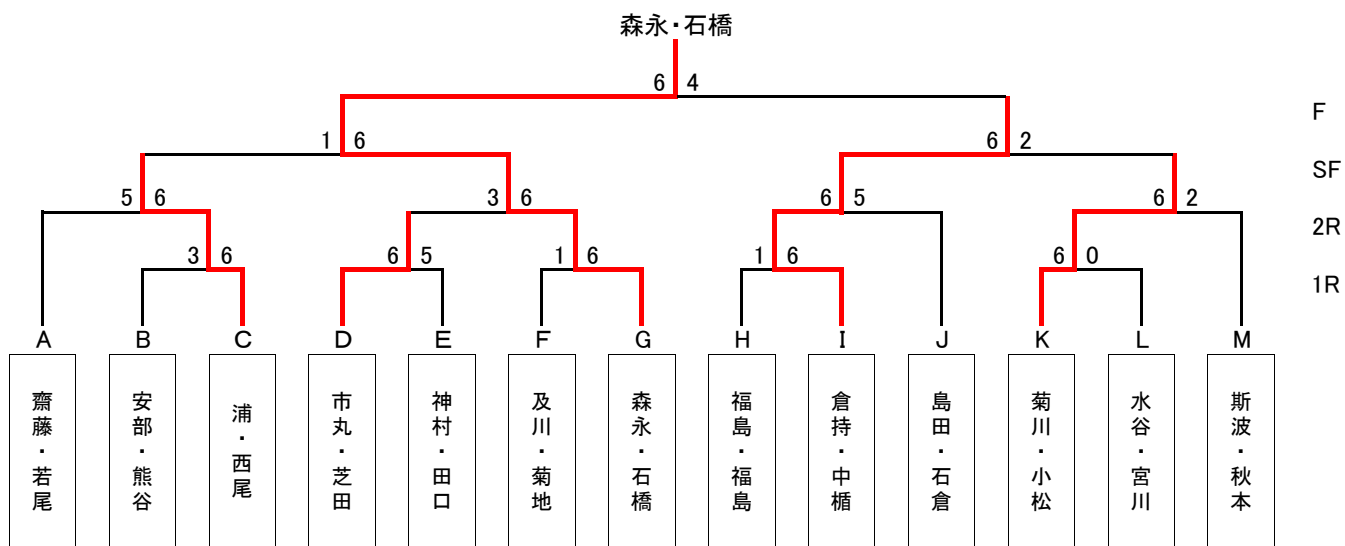 森永・石橋
6 4
F
1 6
6 2
SF
5 6
3 6
6 5
6 2
2R
3 6
6 5
1 6
1 6
6 0
1R
A
B
C
D
E
F
G
H
I
J
K
L
M
齋藤・若尾
安部・熊谷
浦・西尾
市丸・芝田
神村・田口
及川・菊地
森永・石橋
福島・福島
倉持・中楯
島田・石倉
菊川・小松
水谷・宮川
斯波・秋本